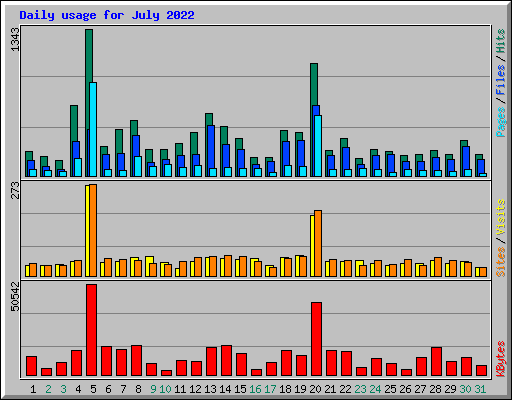 Daily usage for July 2022
1343
Pages / Files / Hits
273
Sites / Visits
50542
KBytes
1 2 3 4 5 6 7 8 9 10 11 12 13 14 15 16 17 18 19 20 21 22 23 24 25 26 27 28 29 30 31